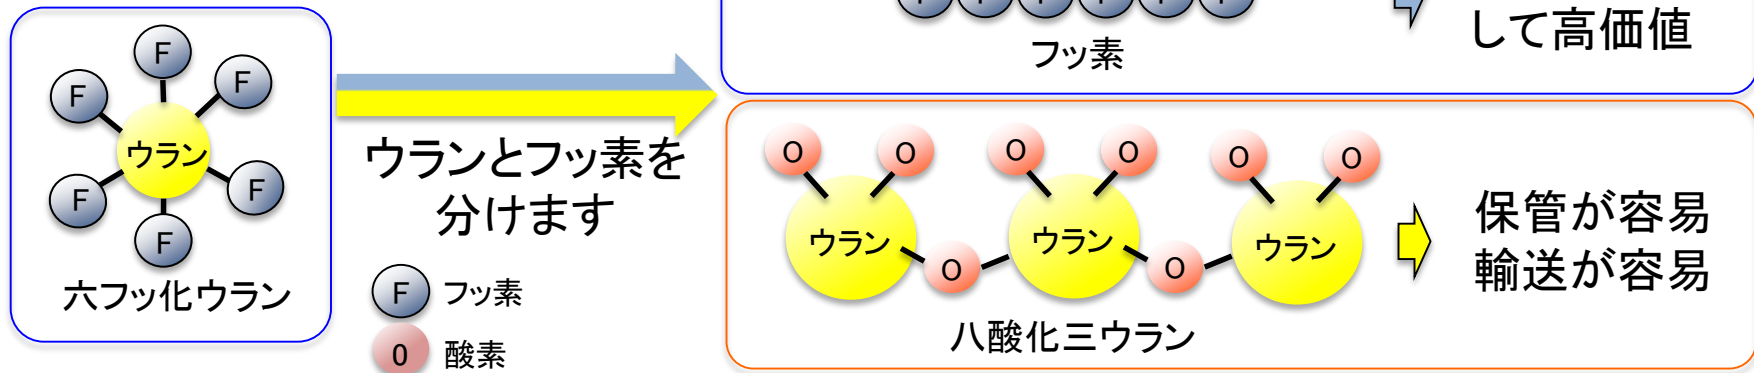 F
F
F
F
F
F
ウラン
六フッ化ウラン
ウランとフッ素を
分けます
F フッ素
O 酸素
フッ素
して高価値
O O O O O O
ウラン ウラン ウラン
O O
八酸化三ウラン
保管が容易
輸送が容易